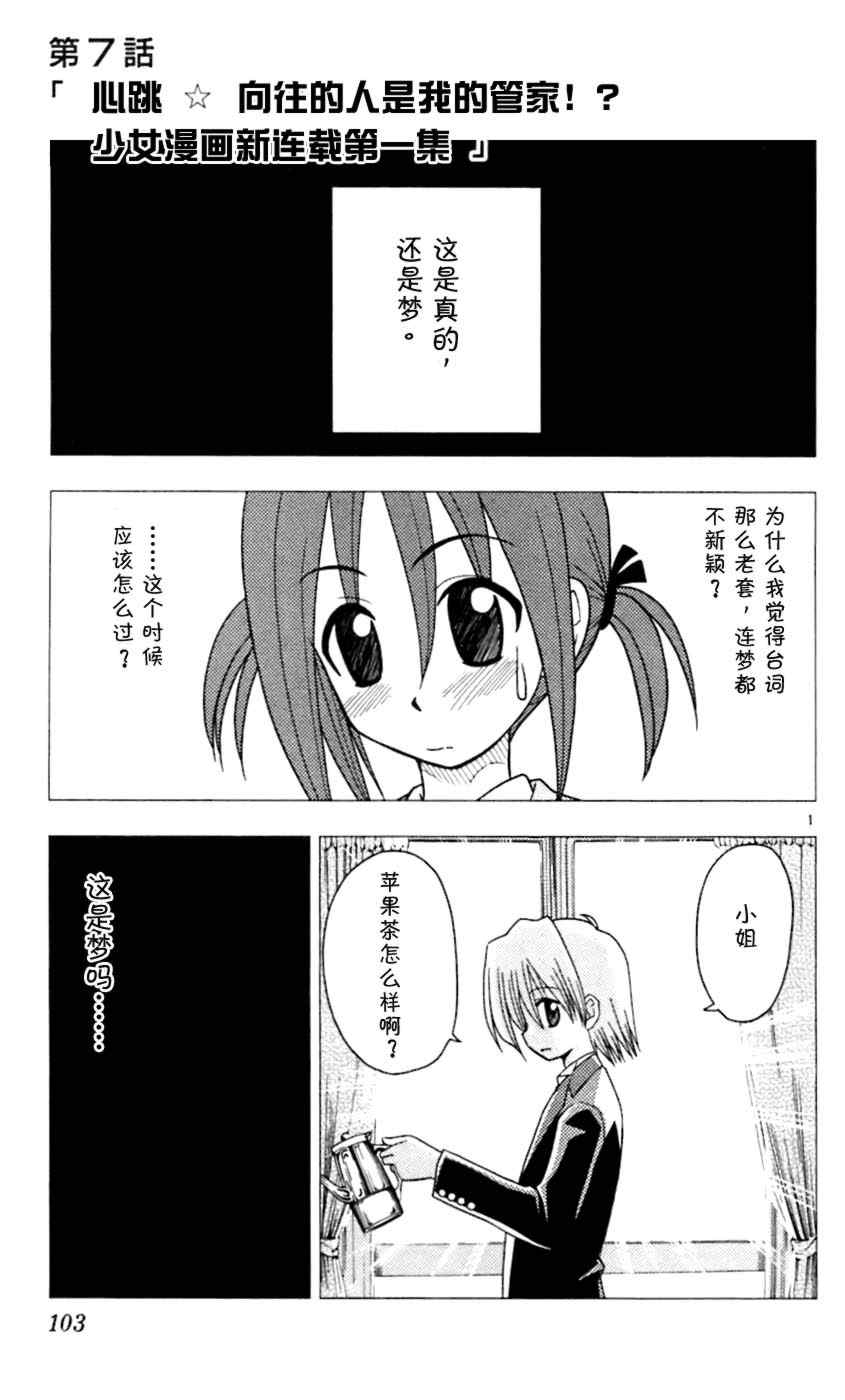 第7話
「 心跳 ☆ 向往的人是我的管家！？
少女漫画新连载第一集 』
这是真的，
还是梦。
为什么我觉得台词
那么老套，连梦都
不新颖？
……这个时候
应该怎么过？
1
小姐
苹果茶怎么样啊？
这是梦吗……
103